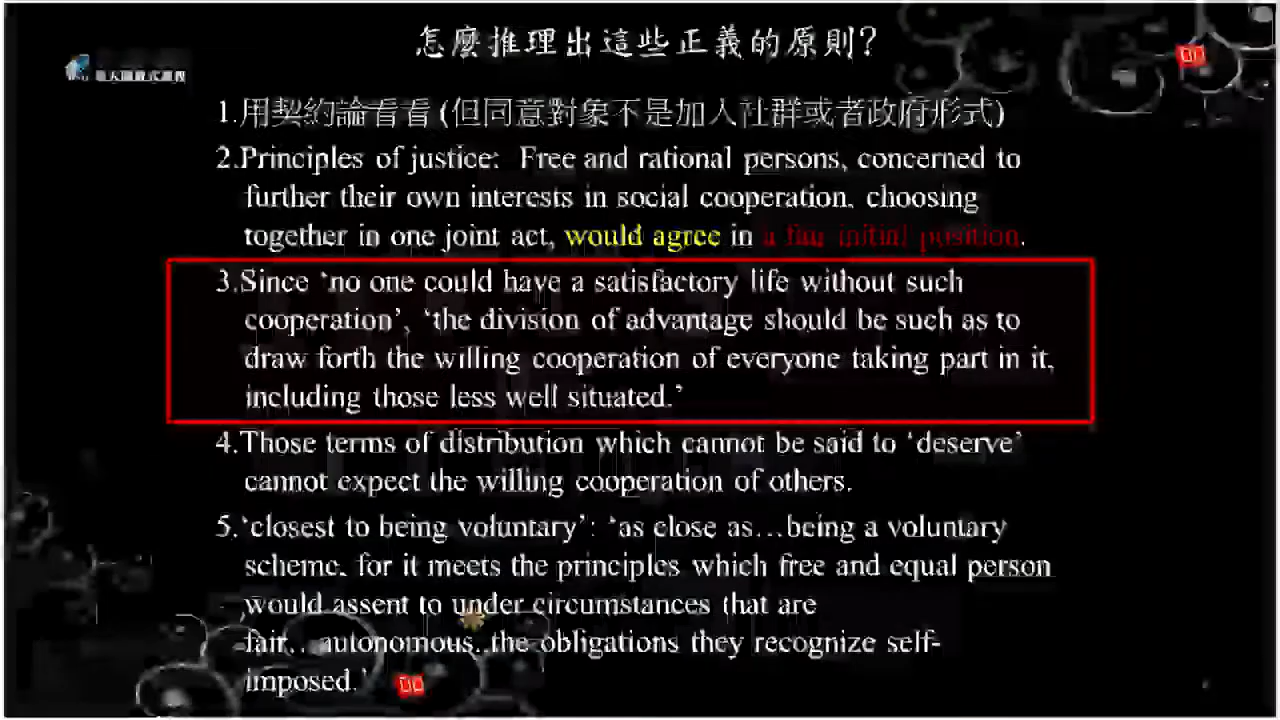 怎麼推理出這些正義的原則?
1.用契約論看看 (但同意對象不是加入社群或者政府形式)
2.Principles of justice: Free and rational persons, concerned to
further their own interests in social cooperation, choosing
together in one joint act, would agree in a fair initial position.
3.Since ‘no one could have a satisfactory life without such
cooperation’, ‘the division of advantage should be such as to
draw forth the willing cooperation of everyone taking part in it,
including those less well situated.’
4.Those terms of distribution which cannot be said to ‘deserve’
cannot expect the willing cooperation of others.
5.‘closest to being voluntary’: ‘as close as…being a voluntary
scheme, for it meets the principles which free and equal person
would assent to under circumstances that are
fair…autonomous..the obligations they recognize self-
imposed.’